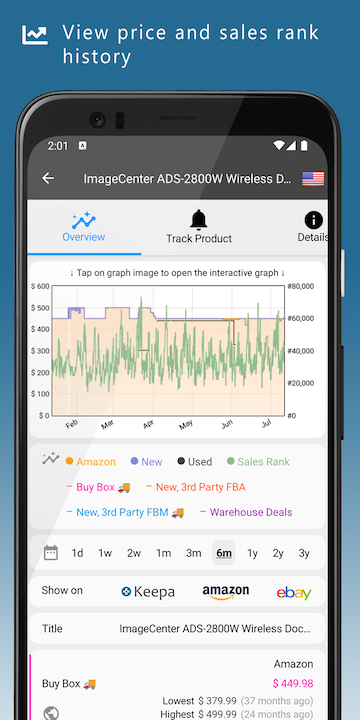 View price and sales rank
history
2:01 A
ImageCenter ADS-2800W Wireless D...
Overview
Track Product
Details
↓ Tap on graph image to open the interactive graph ↓
$ 600
$ 500
$ 400
$ 300
$ 200
$ 100
$ 0
#80,000
#60,000
#40,000
#20,000
#0
Feb Mar Apr May Jun Jul
Amazon New Used Sales Rank
Buy Box 🚚 New, 3rd Party FBA
New, 3rd Party FBM 🚚 Warehouse Deals
1d 1w 2w 1m 3m 6m 1y 2y 3y
Show on Keepa amazon ebay
Title ImageCenter ADS-2800W Wireless Doc...
Amazon
Buy Box 🚚 $ 449.98
Lowest $ 379.99 (37 months ago)
Highest $ 499.99 (24 months ago)